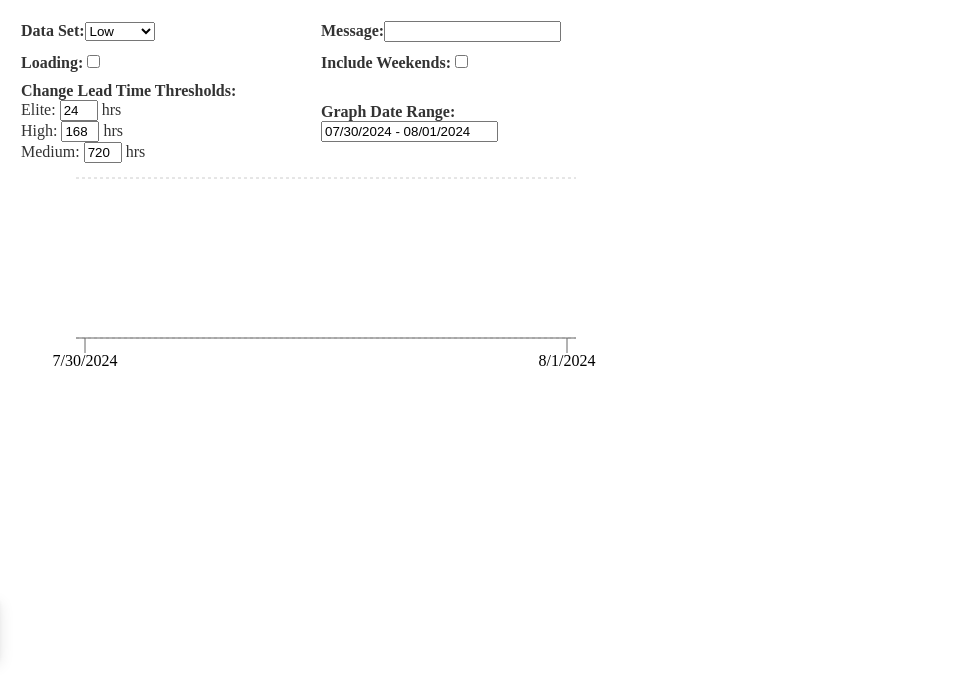 Data Set: Low
Message:
Loading:
Include Weekends:
Change Lead Time Thresholds:
Elite: 24 hrs
High: 168 hrs
Medium: 720 hrs
Graph Date Range:
07/30/2024 - 08/01/2024
7/30/2024
8/1/2024